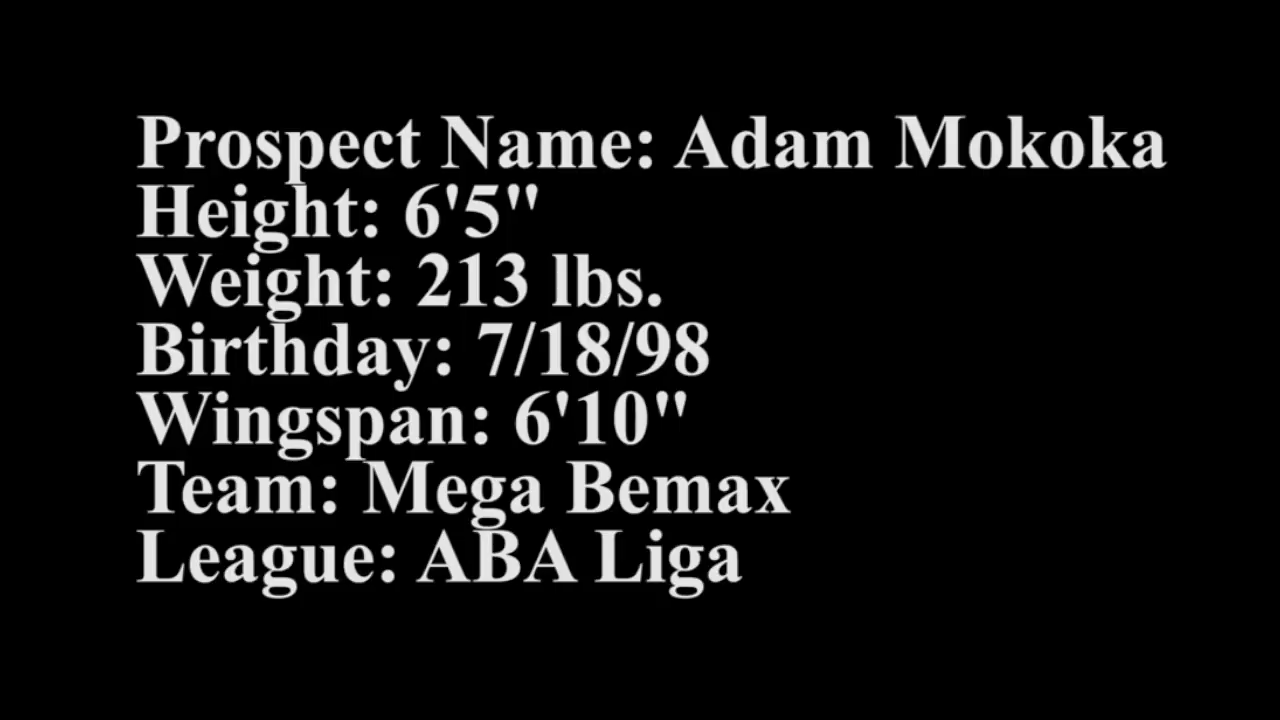 Prospect Name: Adam Mokoka
Height: 6'5"
Weight: 213 lbs.
Birthday: 7/18/98
Wingspan: 6'10"
Team: Mega Bemax
League: ABA Liga